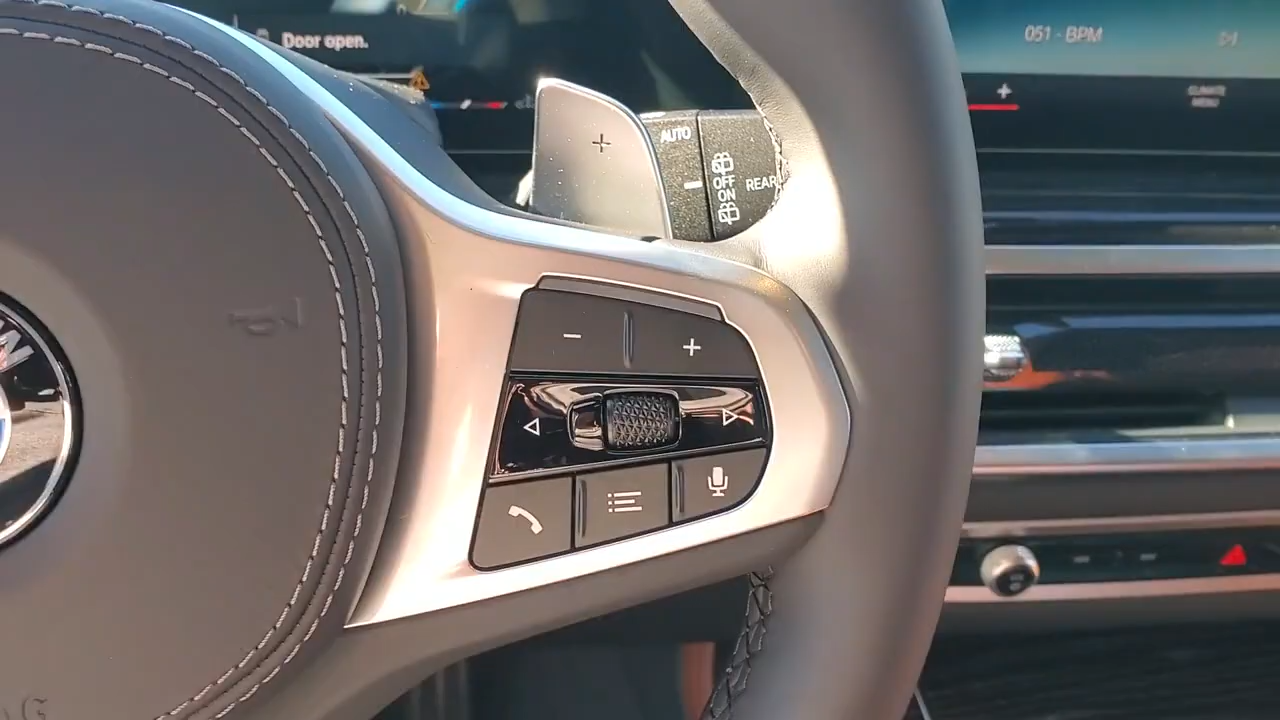 Door open.
051 - BPM
CLIMATE
MENU
AUTO
OFF
ON
REAR